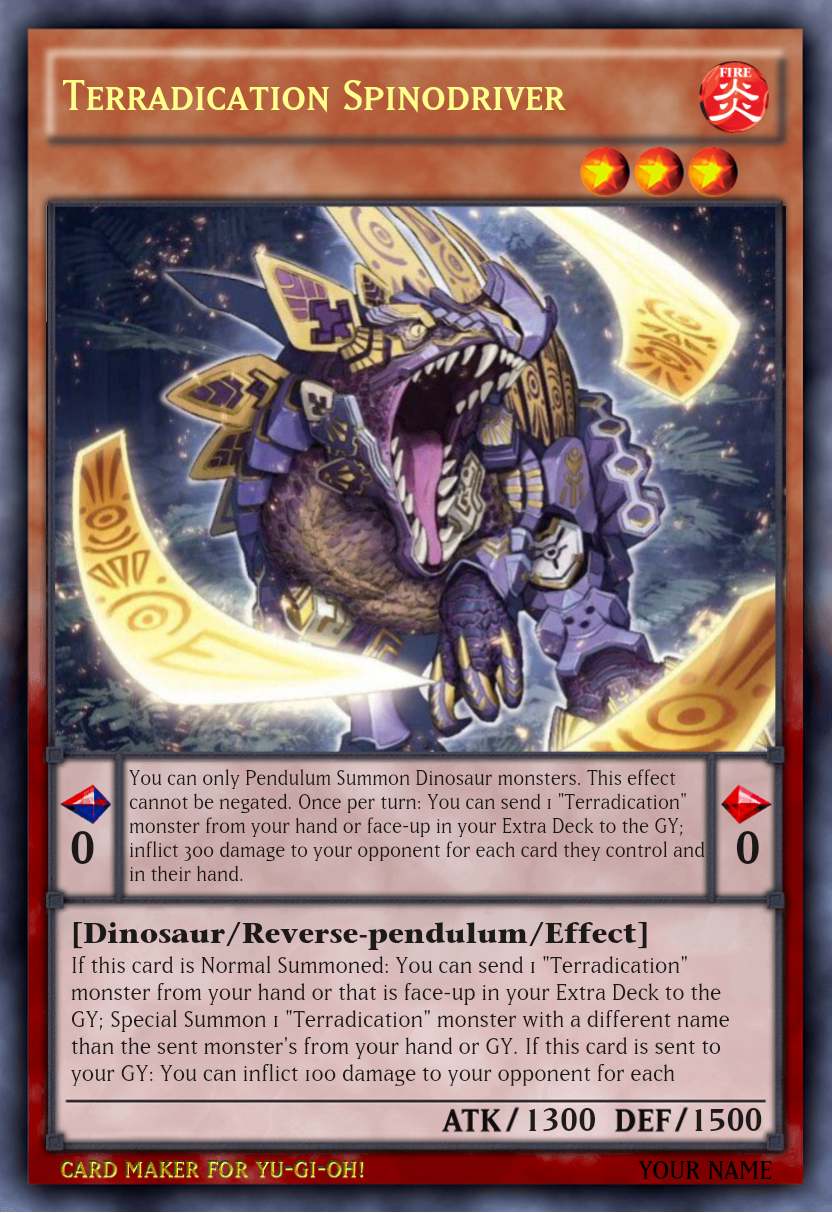 Terradication Spinodriver
FIRE
炎
You can only Pendulum Summon Dinosaur monsters. This effect
cannot be negated. Once per turn: You can send 1 "Terradication"
monster from your hand or face-up in your Extra Deck to the GY;
inflict 300 damage to your opponent for each card they control and
in their hand.
0
0
[Dinosaur/Reverse-pendulum/Effect]
If this card is Normal Summoned: You can send 1 "Terradication"
monster from your hand or that is face-up in your Extra Deck to the
GY; Special Summon 1 "Terradication" monster with a different name
than the sent monster's from your hand or GY. If this card is sent to
your GY: You can inflict 100 damage to your opponent for each
ATK/1300 DEF/1500
CARD MAKER FOR YU-GI-OH!
YOUR NAME